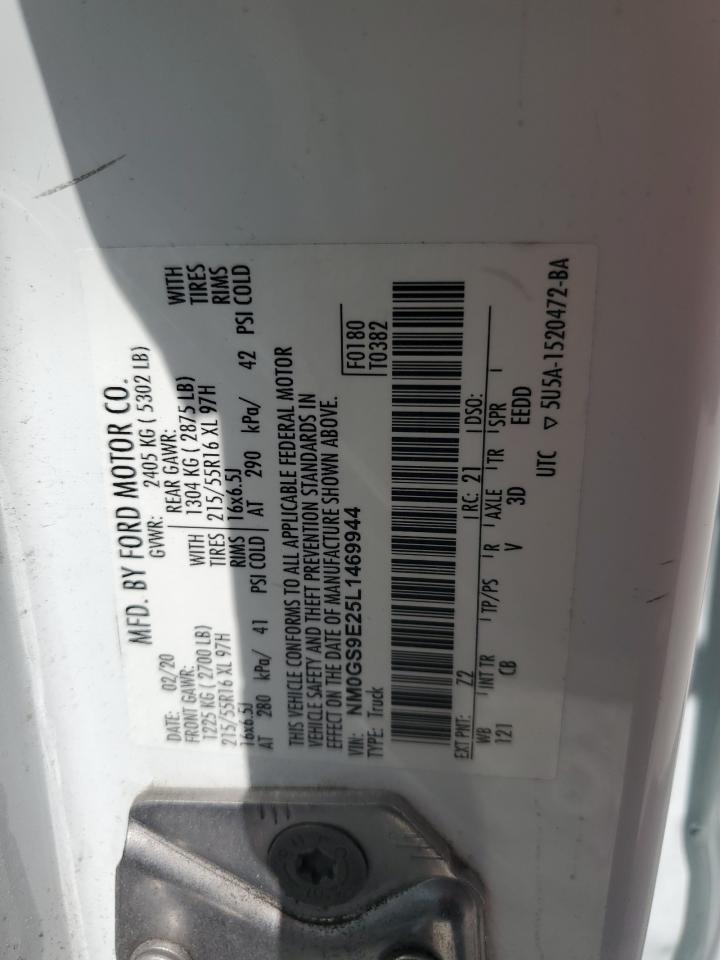 MFD. BY FORD MOTOR CO.
DATE: 02/20 GVWR: 2405 KG ( 5302 LB)
FRONT GAWR: REAR GAWR:
1225 KG ( 2700 LB) WITH 1304 KG ( 2875 LB) WITH
215/55R16 XL 97H TIRES 215/55R16 XL 97H TIRES
16x6.5J RIMS 16x6.5J RIMS
AT 280 kPa/ 41 PSI COLD AT 290 kPa/ 42 PSI COLD
THIS VEHICLE CONFORMS TO ALL APPLICABLE FEDERAL MOTOR
VEHICLE SAFETY AND THEFT PREVENTION STANDARDS IN
EFFECT ON THE DATE OF MANUFACTURE SHOWN ABOVE.
VIN: NM0GS9E25L1469944 F0180
TYPE: Truck T0382
EXT PNT: Z2 RC: 21 DSO:
WB INT TR TP/PS R AXLE TR SPR
121 CB V 3D EEDD
UTC ▽ 5U5A-1520472-BA